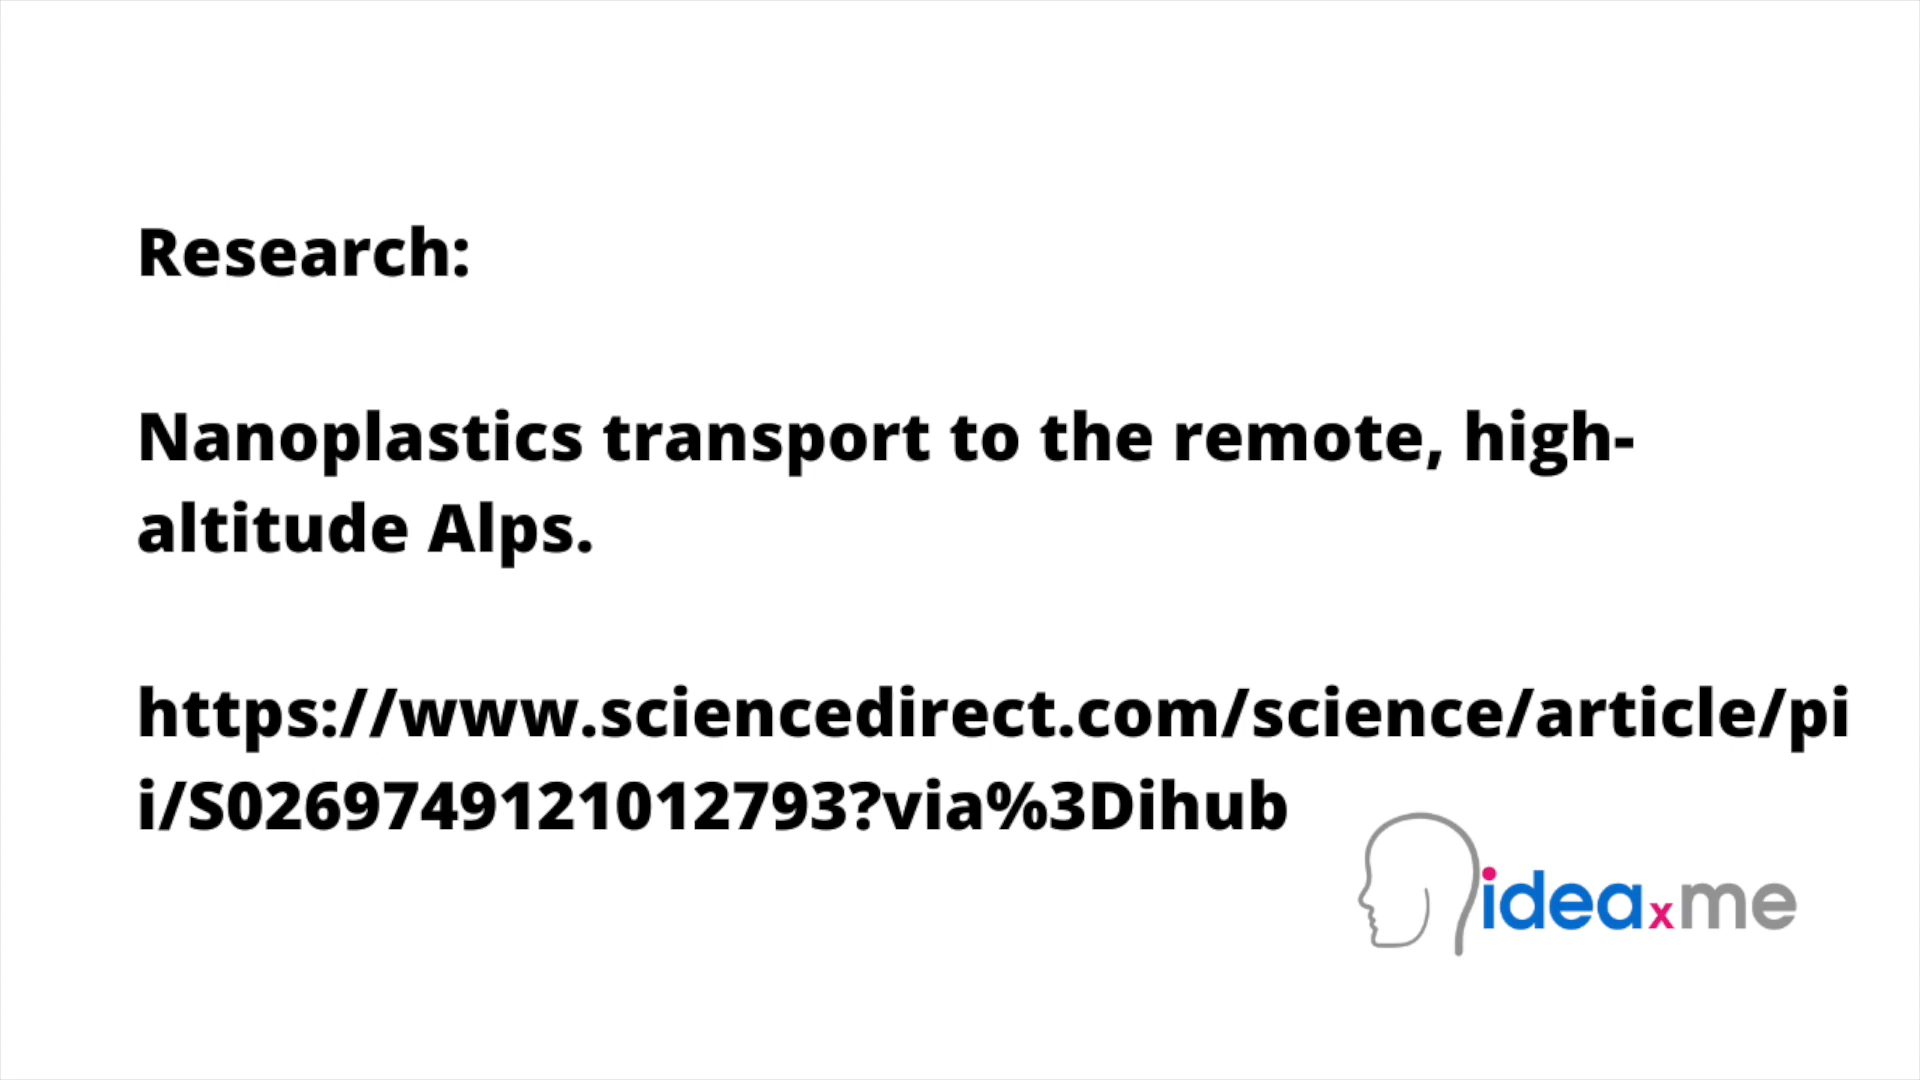 Research:
Nanoplastics transport to the remote, high-
altitude Alps.
https://www.sciencedirect.com/science/article/pi
i/S0269749121012793?via%3Dihub
ideaxme